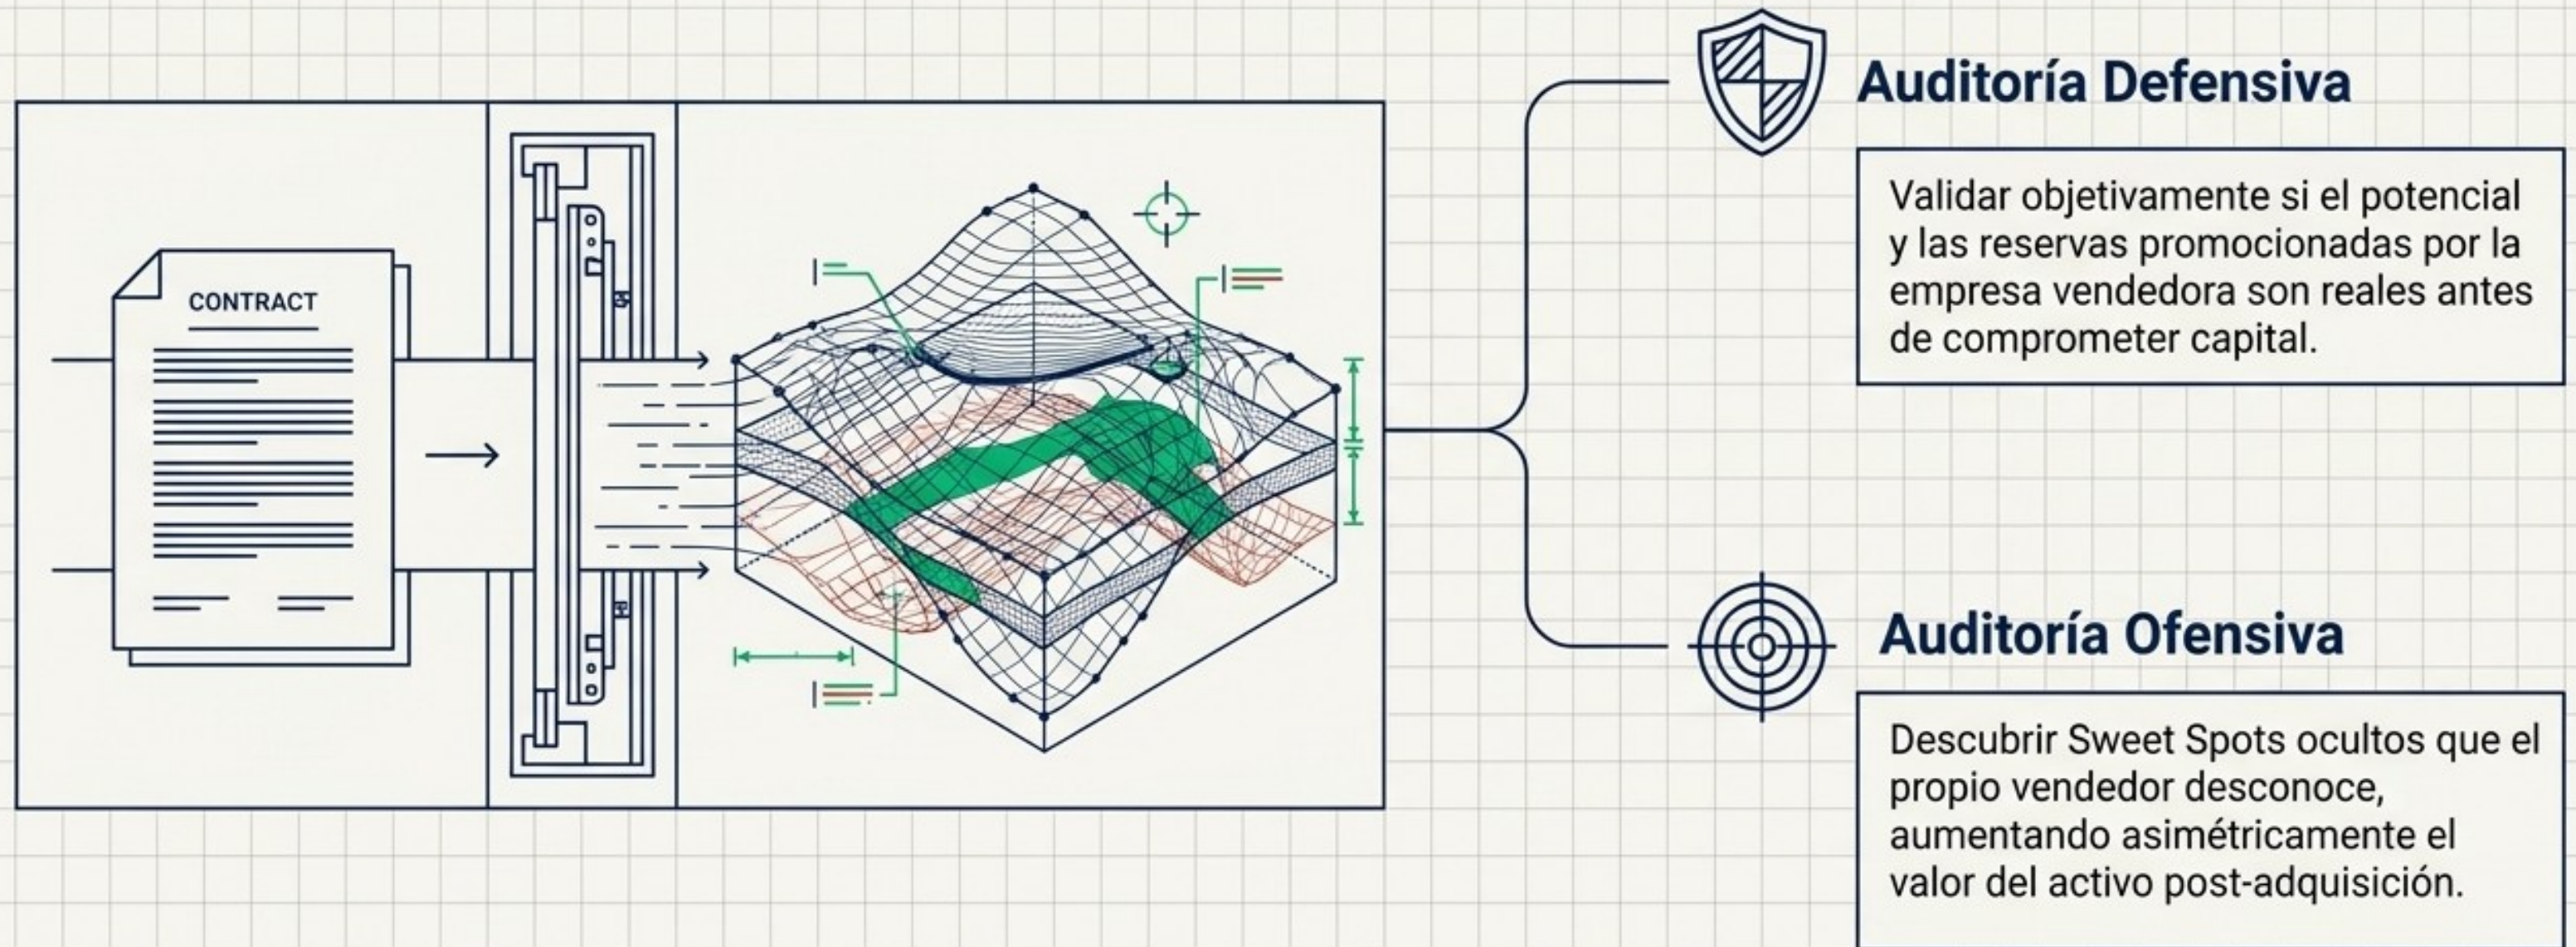 CONTRACT
Auditoría Defensiva
Validar objetivamente si el potencial
y las reservas promocionadas por la
empresa vendedora son reales antes
de comprometer capital.
Auditoría Ofensiva
Descubrir Sweet Spots ocultos que el
propio vendedor desconoce,
aumentando asimétricamente el
valor del activo post-adquisición.